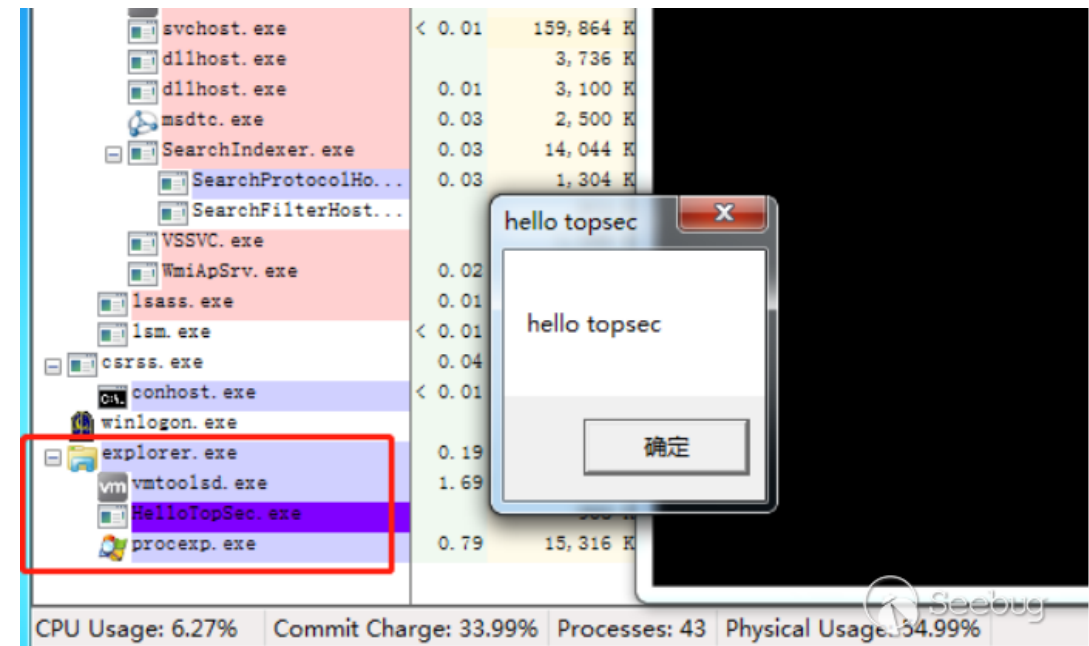 svchost.exe < 0.01 159,864 K
dllhost.exe 3,736 K
dllhost.exe 0.01 3,100 K
msdtc.exe 0.03 2,500 K
SearchIndexer.exe 0.03 14,044 K
SearchProtocolHo... 0.03 1,304 K
SearchFilterHost...
VSSVC.exe
WmiApSrv.exe 0.02
lsass.exe 0.01
lsm.exe < 0.01
csrss.exe 0.04
conhost.exe < 0.01
winlogon.exe
explorer.exe 0.19
vmtoolsd.exe 1.69
HelloTopSec.exe
procexp.exe 0.79 15,316 K
hello topsec
hello topsec
确定
CPU Usage: 6.27% Commit Charge: 33.99% Processes: 43 Physical Usage: 54.99%
Seebug